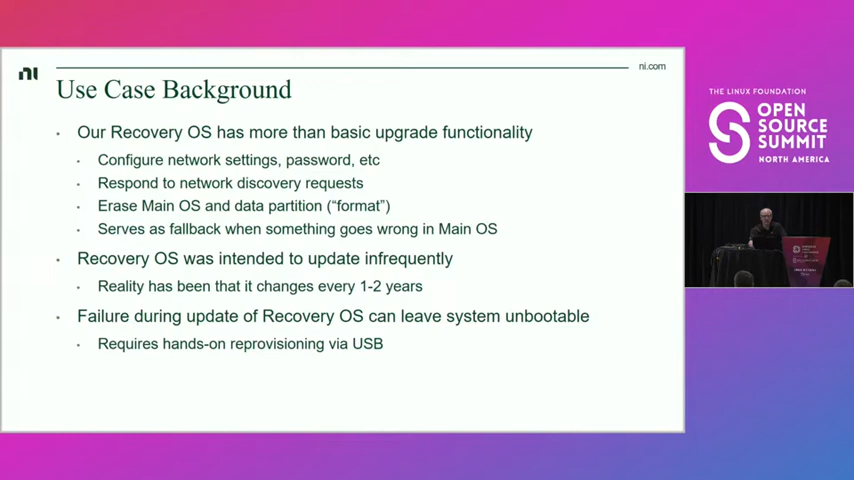 ni
ni.com
Use Case Background
• Our Recovery OS has more than basic upgrade functionality
• Configure network settings, password, etc
• Respond to network discovery requests
• Erase Main OS and data partition (“format”)
• Serves as fallback when something goes wrong in Main OS
• Recovery OS was intended to update infrequently
• Reality has been that it changes every 1-2 years
• Failure during update of Recovery OS can leave system unbootable
• Requires hands-on reprovisioning via USB
THE LINUX FOUNDATION
OPEN
SOURCE
SUMMIT
NORTH AMERICA